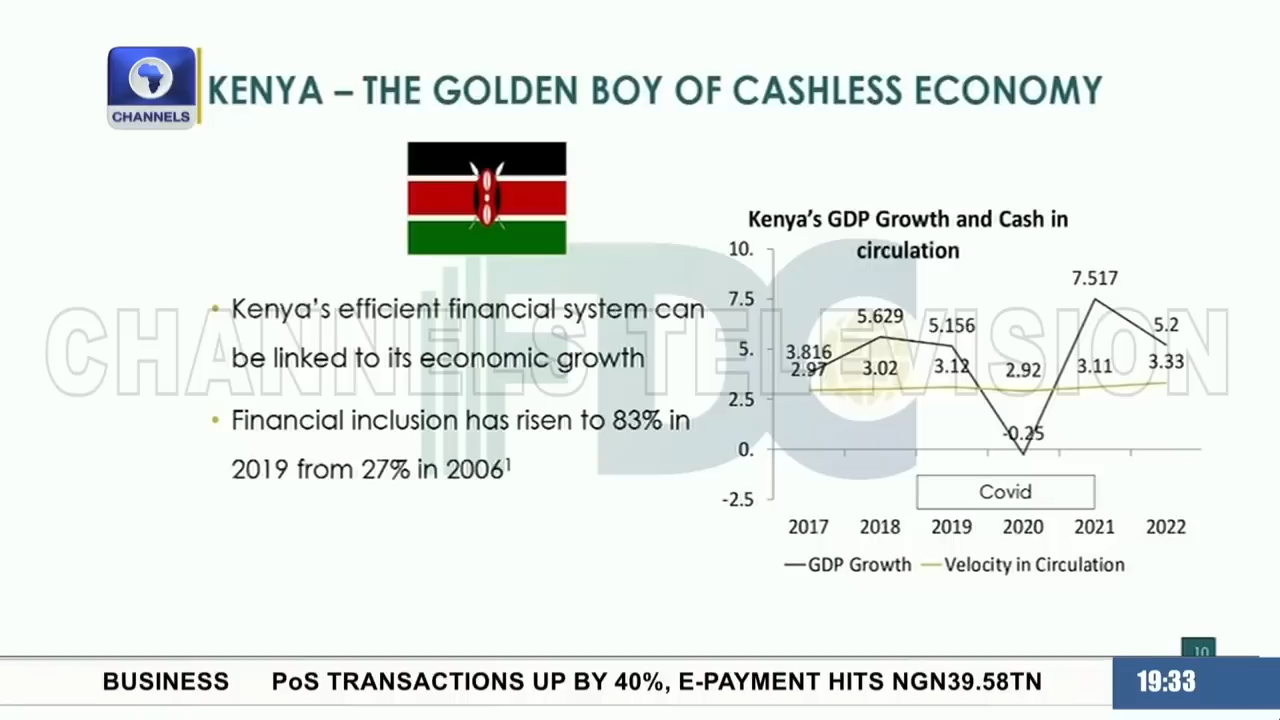 CHANNELS
KENYA – THE GOLDEN BOY OF CASHLESS ECONOMY
• Kenya’s efficient financial system can
be linked to its economic growth
• Financial inclusion has risen to 83% in
2019 from 27% in 2006¹
Kenya’s GDP Growth and Cash in
circulation
10.
7.5
5.
2.5
0.
-2.5
3.816
5.629
5.156
-0.25
7.517
5.2
2.97
3.02
3.12
2.92
3.11
3.33
Covid
2017 2018 2019 2020 2021 2022
GDP Growth Velocity in Circulation
CHANNELS TELEVISION
FDC
10
BUSINESS PoS TRANSACTIONS UP BY 40%, E-PAYMENT HITS NGN39.58TN
19:33